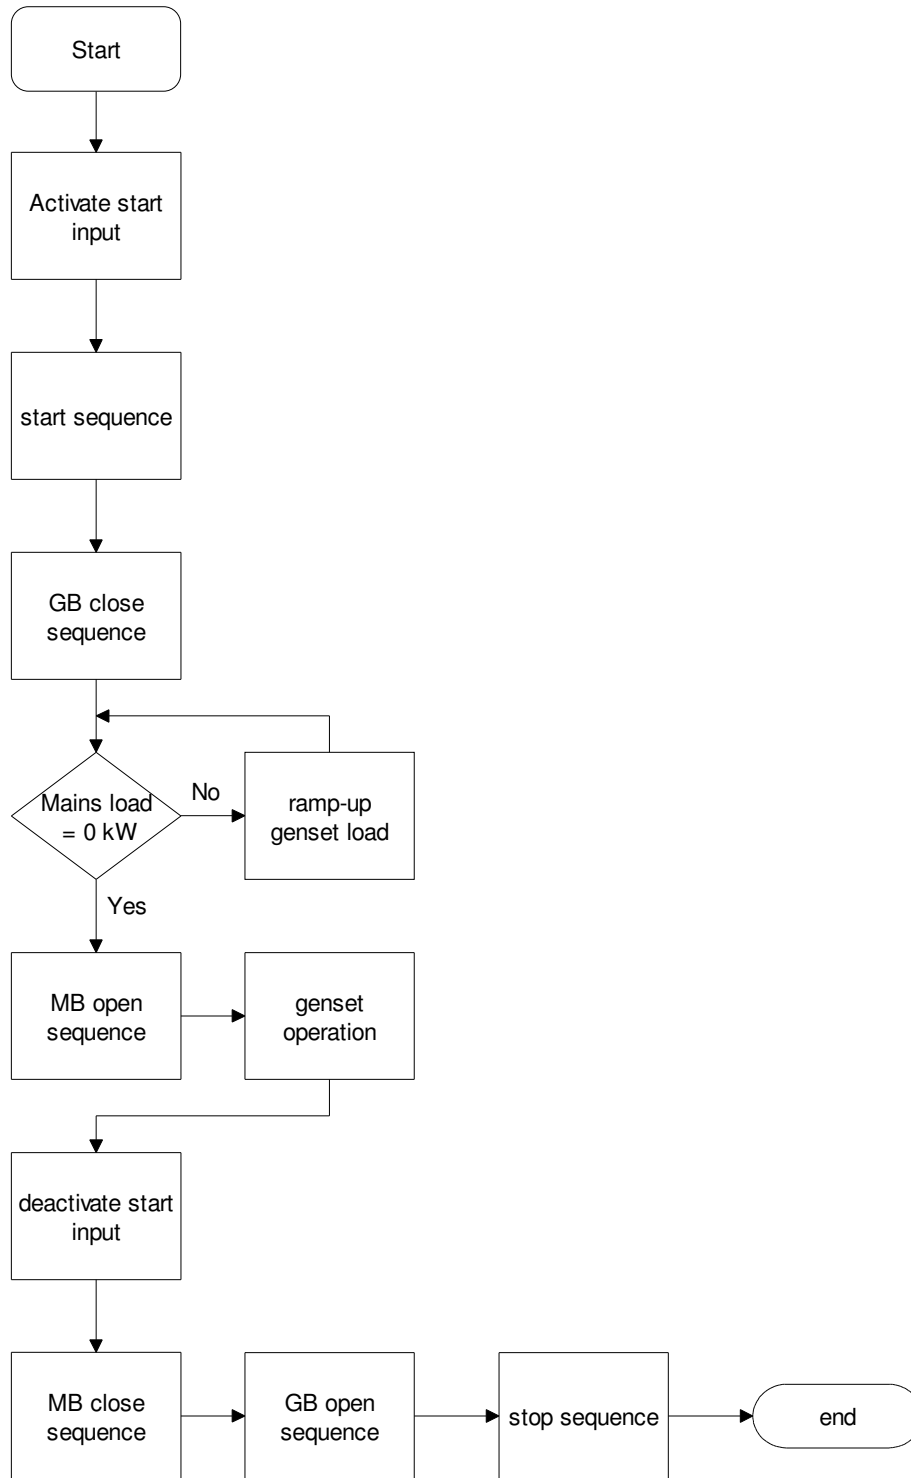 Start
Activate start
input
start sequence
GB close
sequence
Mains load
= 0 kW
No
ramp-up
genset load
Yes
MB open
sequence
genset
operation
deactivate start
input
MB close
sequence
GB open
sequence
stop sequence
end